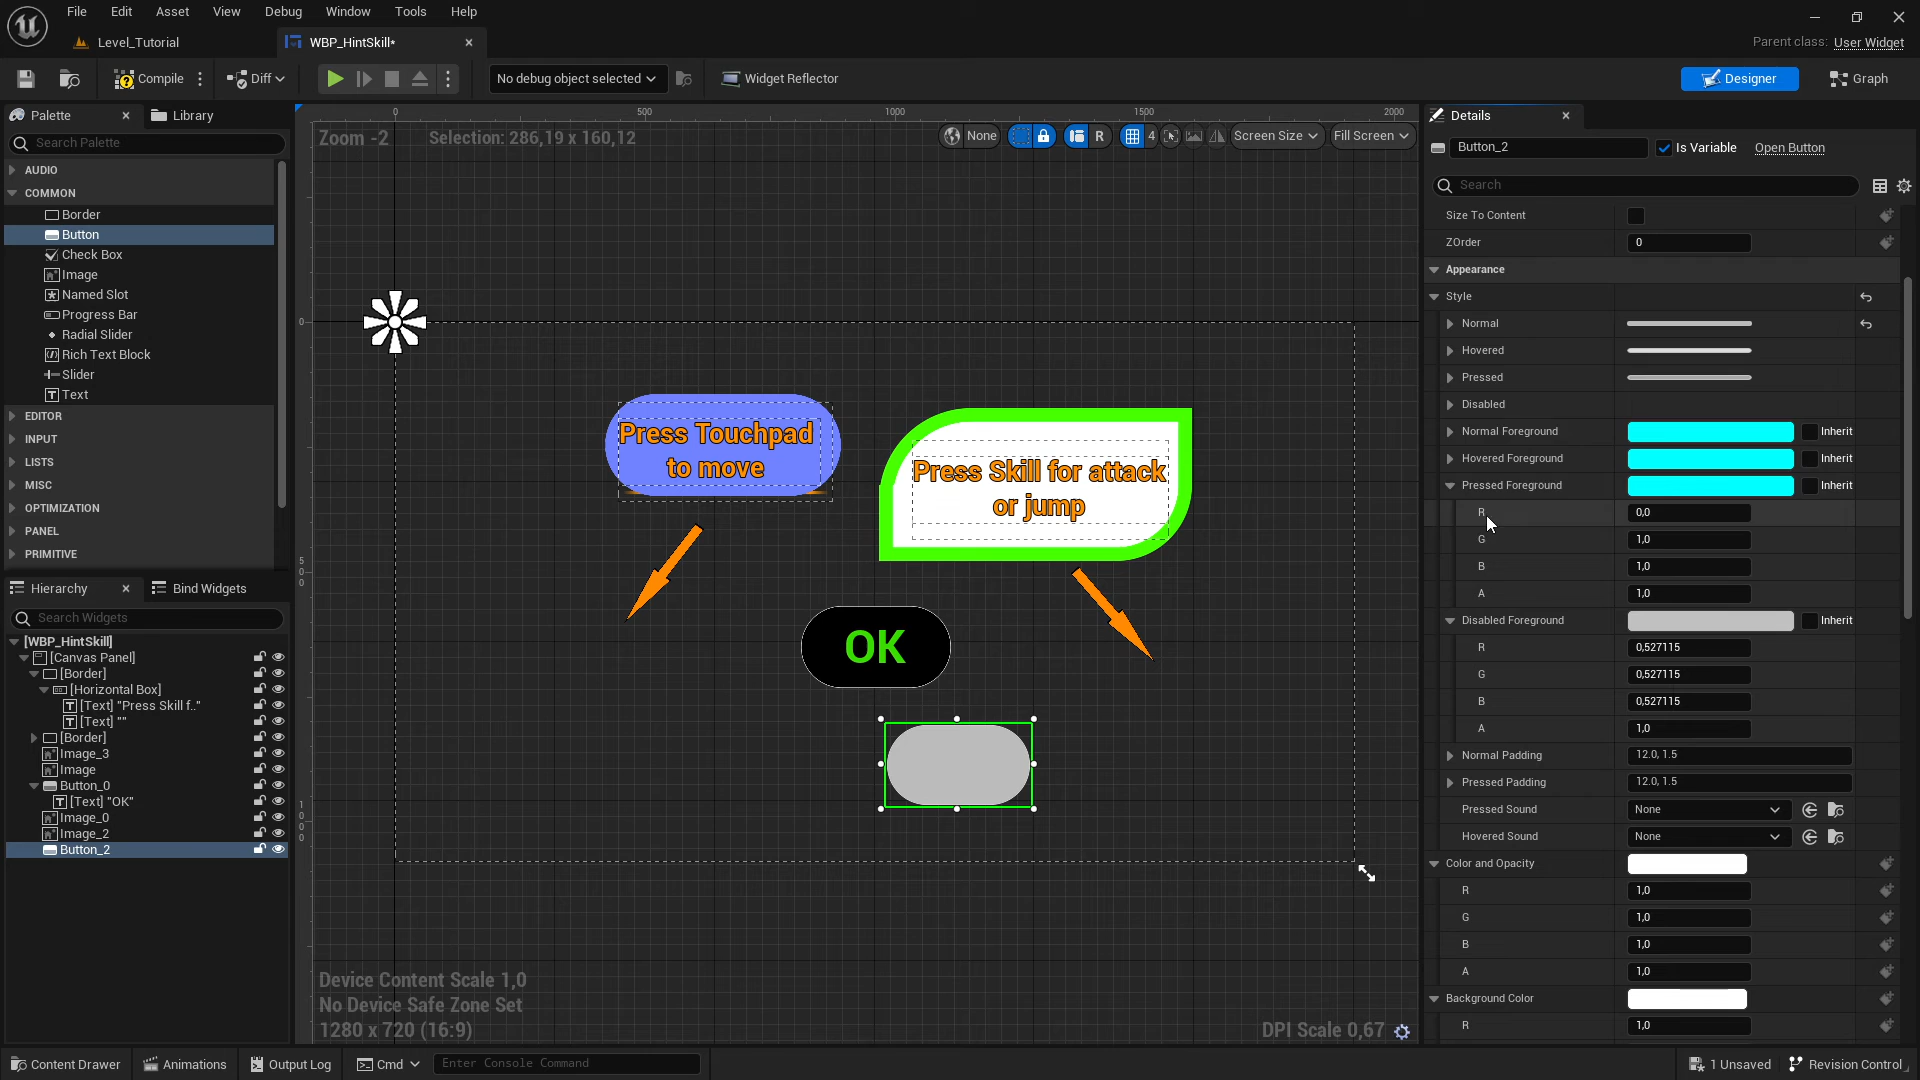 File Edit Asset View Debug Window Tools Help
Level_Tutorial
WBP_HintSkill*
Parent class: User Widget
Compile
Diff
No debug object selected
Widget Reflector
Designer
Graph
Palette
Library
Search Palette
AUDIO
COMMON
Border
Button
Check Box
Image
Named Slot
Progress Bar
Radial Slider
Rich Text Block
Slider
Text
EDITOR
INPUT
LISTS
MISC
OPTIMIZATION
PANEL
PRIMITIVE
Hierarchy
Bind Widgets
Search Widgets
[WBP_HintSkill]
[Canvas Panel]
[Border]
[Horizontal Box]
[Text] "Press Skill f.."
[Text] ""
[Border]
Image_3
Image
Button_0
[Text] "OK"
Image_0
Image_2
Button_2
0 500 1000 1500 2000
Zoom -2
Selection: 286,19 x 160,12
None
R
4
Screen Size
Fill Screen
0
500
1000
Press Touchpad
to move
Press Skill for attack
or jump
OK
Device Content Scale 1,0
No Device Safe Zone Set
1280 x 720 (16:9)
DPI Scale 0,67
Details
Button_2
Is Variable
Open Button
Search
Size To Content
ZOrder 0
Appearance
Style
Normal
Hovered
Pressed
Disabled
Normal Foreground Inherit
Hovered Foreground Inherit
Pressed Foreground Inherit
R 0,0
G 1,0
B 1,0
A 1,0
Disabled Foreground Inherit
R 0,527115
G 0,527115
B 0,527115
A 1,0
Normal Padding 12.0, 1.5
Pressed Padding 12.0, 1.5
Pressed Sound None
Hovered Sound None
Color and Opacity
R 1,0
G 1,0
B 1,0
A 1,0
Background Color
R 1,0
Content Drawer
Animations
Output Log
Cmd
Enter Console Command
1 Unsaved
Revision Control